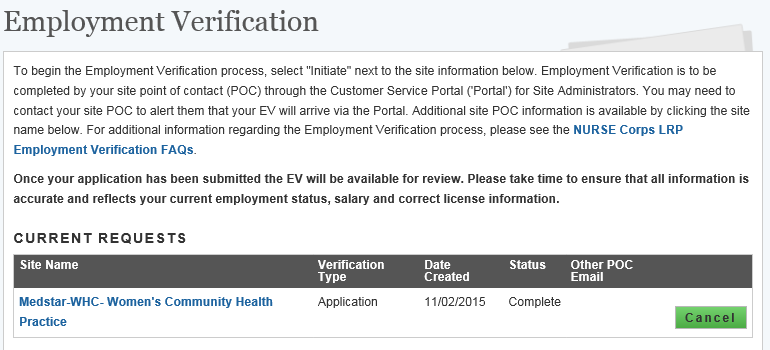 Employment Verification
To begin the Employment Verification process, select "Initiate" next to the site information below. Employment Verification is to be
completed by your site point of contact (POC) through the Customer Service Portal ('Portal') for Site Administrators. You may need to
contact your site POC to alert them that your EV will arrive via the Portal. Additional site POC information is available by clicking the site
name below. For additional information regarding the Employment Verification process, please see the NURSE Corps LRP
Employment Verification FAQs.
Once your application has been submitted the EV will be available for review. Please take time to ensure that all information is
accurate and reflects your current employment status, salary and correct license information.
CURRENT REQUESTS
Site Name Verification Date Status Other POC
Type Created Email
Medstar-WHC- Women's Community Health Application 11/02/2015 Complete
Practice Cancel